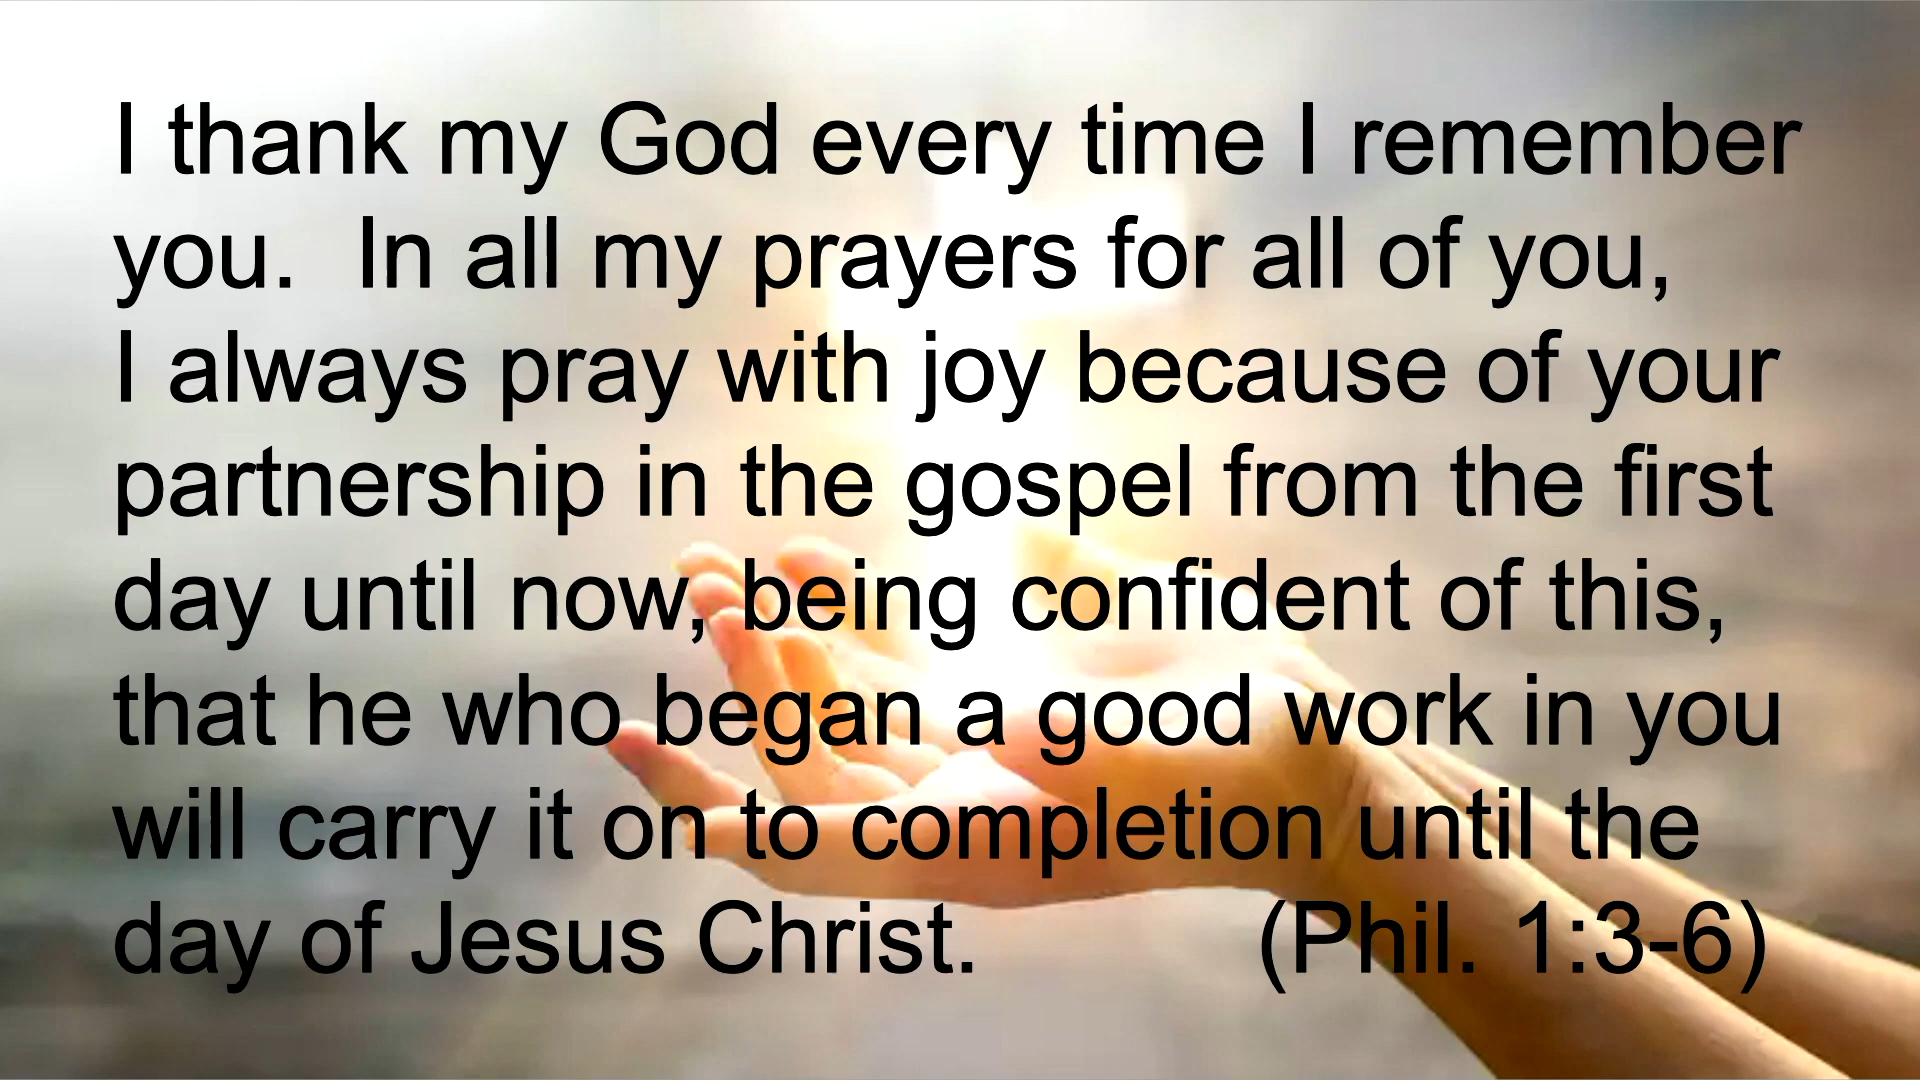 I thank my God every time I remember
you.  In all my prayers for all of you,
I always pray with joy because of your
partnership in the gospel from the first
day until now, being confident of this,
that he who began a good work in you
will carry it on to completion until the
day of Jesus Christ. (Phil. 1:3-6)